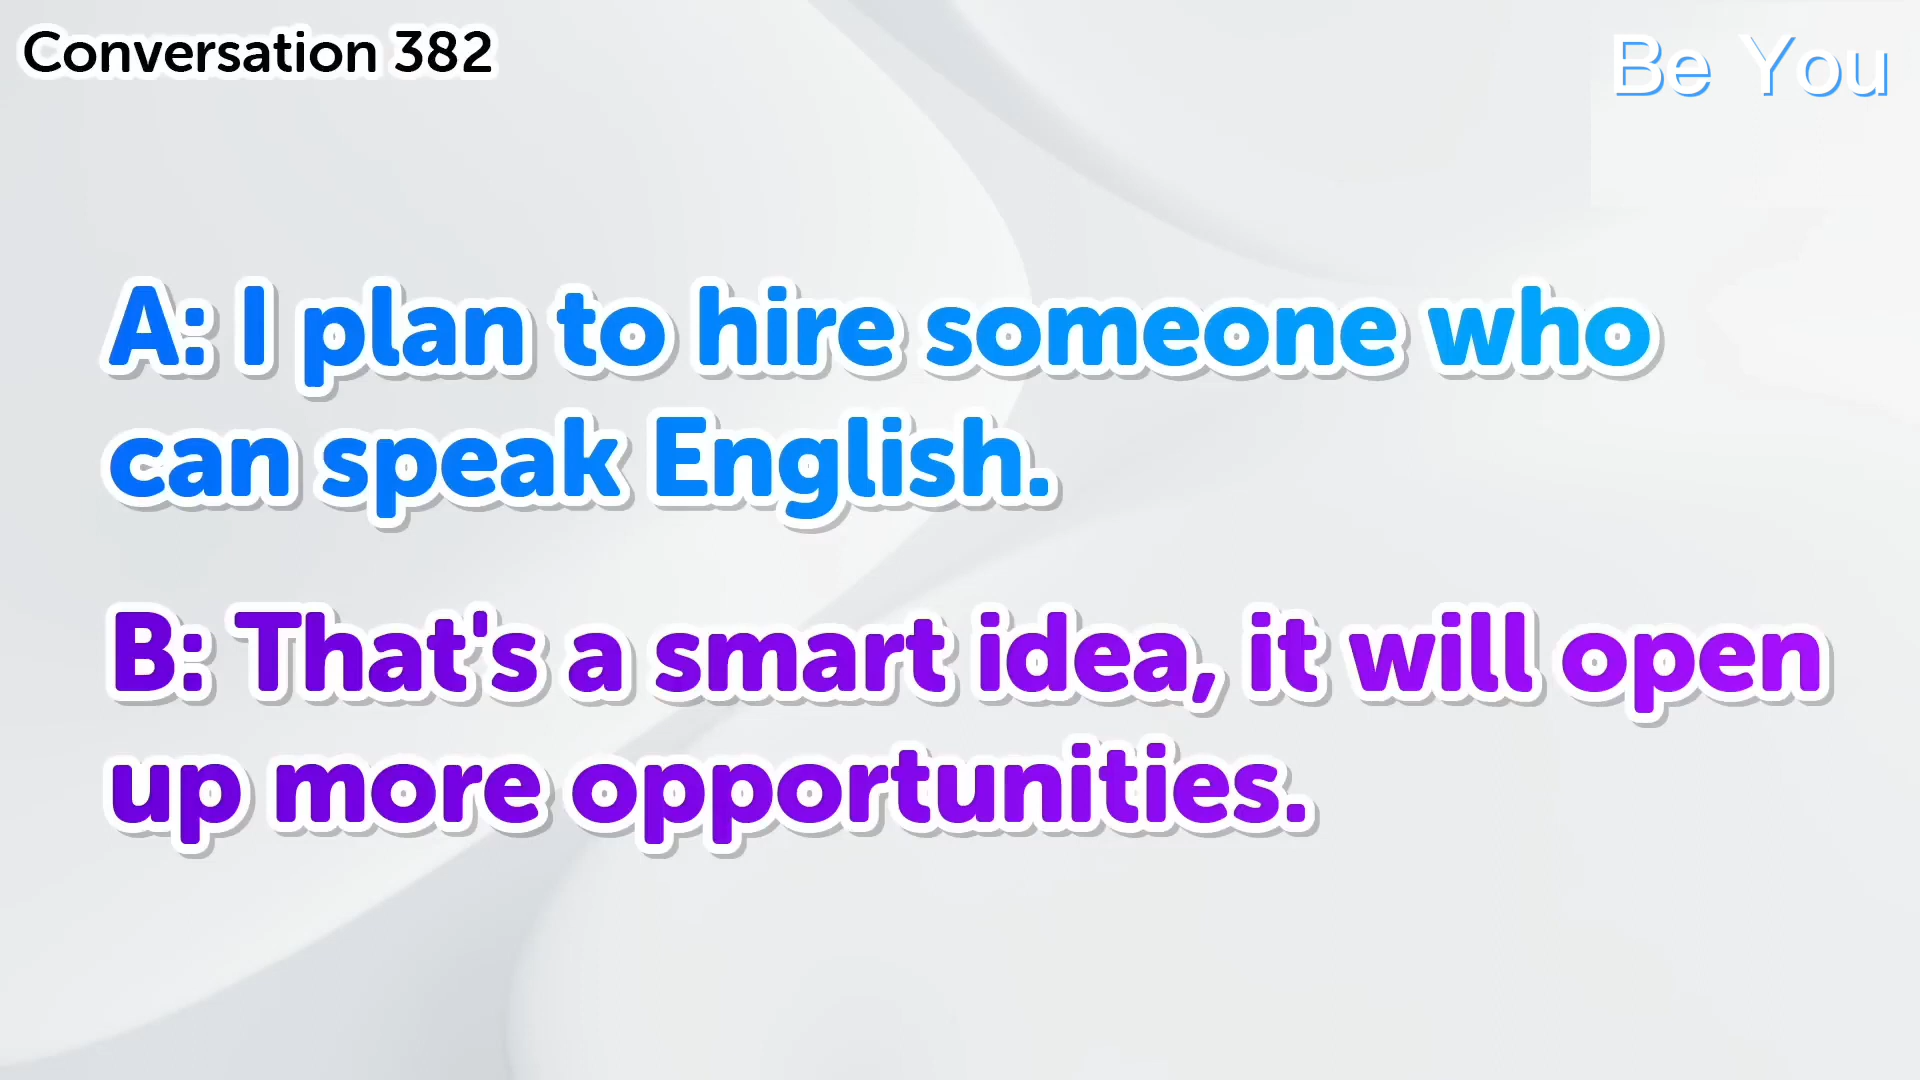 Conversation 382
Be You
A: I plan to hire someone who
can speak English.
B: That's a smart idea, it will open
up more opportunities.